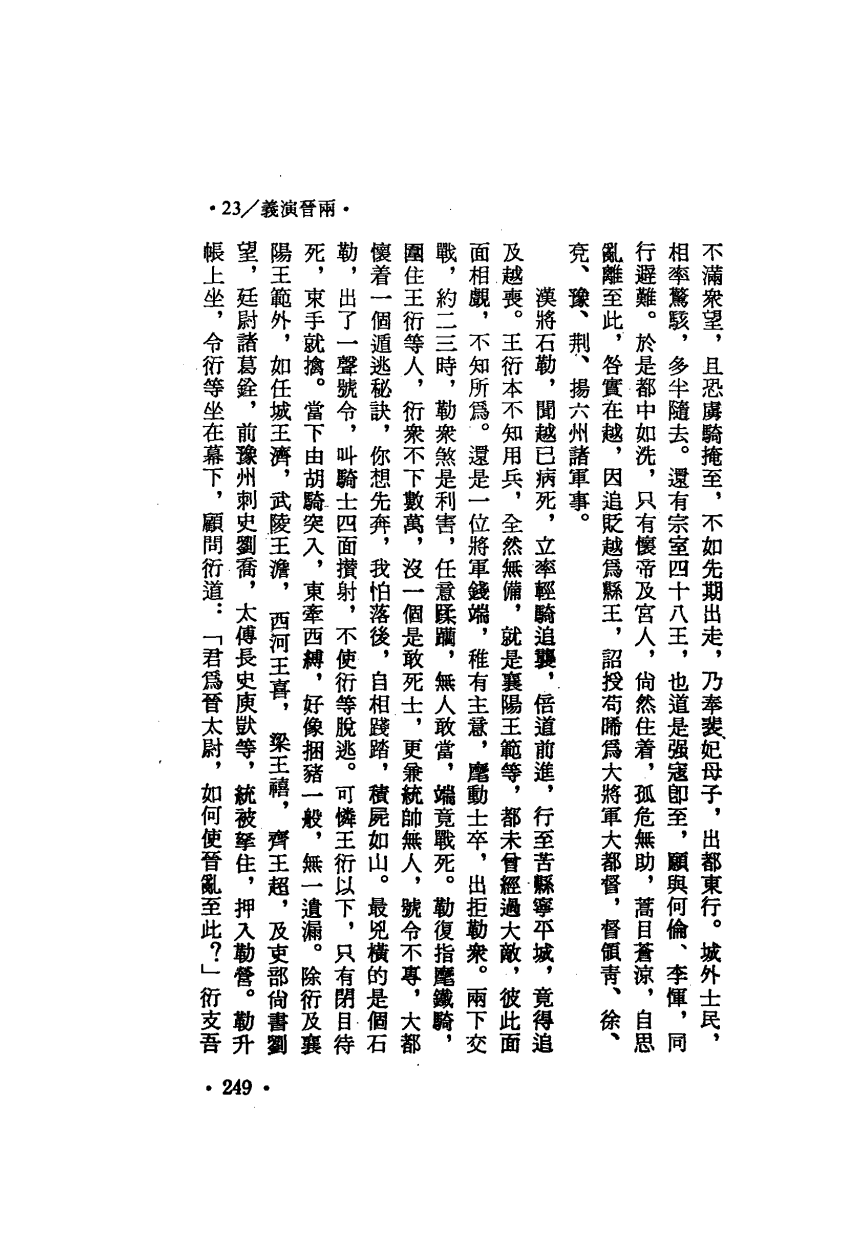 •23/義演晉兩•
不滿衆望，且恐虜騎掩至，不如先期出走，乃奉裴妃母子，出都東行。城外士民，
相率驚駭，多半隨去。還有宗室四十八王，也道是强寇卽至，願與何倫、李惲，同
行避難。於是都中如洗，只有懷帝及宮人，尙然住着，孤危無助，蒿目蒼涼，自思
亂離至此，咎實在越，因追貶越爲縣王，詔授苟晞爲大將軍大都督，督領靑、徐、
兗、豫、荆、揚六州諸軍事。
漢將石勒，聞越已病死，立率輕騎追襲，倍道前進，行至苦縣寧平城，竟得追
及越喪。王衍本不知用兵，全然無備，就是襄陽王範等，都未曾經過大敵，彼此面
面相覷，不知所爲。還是一位將軍錢端，稚有主意，麾動士卒，出拒勒衆。兩下交
戰，約二三時，勒衆煞是利害，任意蹂躪，無人敢當，端竟戰死。勒復指麾鐵騎，
圍住王衍等人，衍衆不下數萬，沒一個是敢死士，更兼統帥無人，號令不專，大都
懷着一個遁逃秘訣，你想先奔，我怕落後，自相踐踏，積屍如山。最兇橫的是個石
勒，出了一聲號令，叫騎士四面攢射，不使衍等脫逃。可憐王衍以下，只有閉目待
死，束手就擒。當下由胡騎突入，東牽西縛，好像捆豬一般，無一遺漏。除衍及襄
陽王範外，如任城王濟，武陵王澹，西河王喜，梁王禧，齊王超，及吏部尙書劉
望，廷尉諸葛銓，前豫州刺史劉喬，太傅長史庾敱等，統被拏住，押入勒營。勒升
帳上坐，令衍等坐在幕下，顧問衍道：「君爲晉太尉，如何使晉亂至此？」衍支吾
•249•